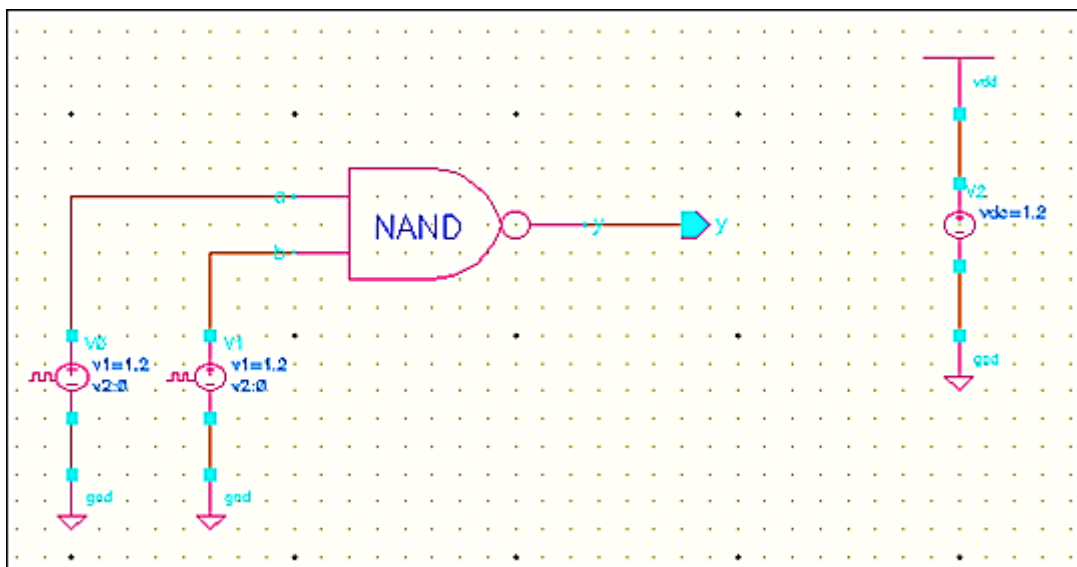 vdd
a
V2
NAND
vdc=1.2
y
y
b
V0
V1
v1=1.2
v1=1.2
v2:0
v2:0
gnd
gnd
gnd